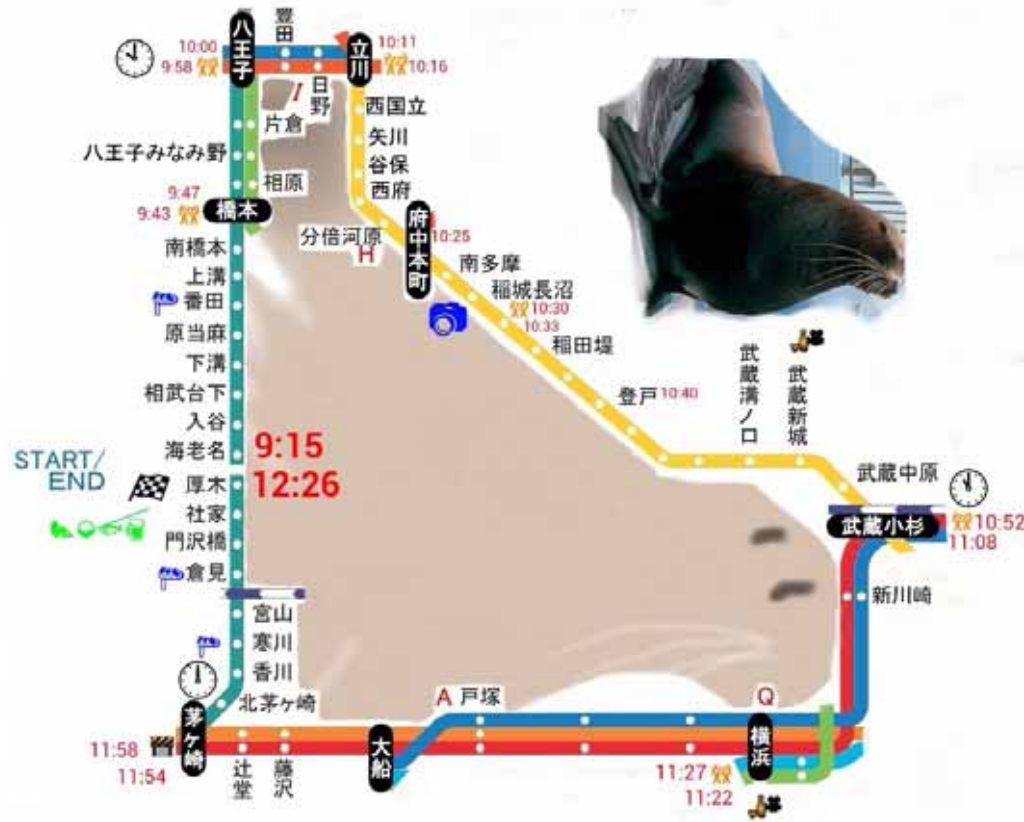 豊田
八王子
立川
10:00
9:58
10:11
10:16
I
日野
片倉
西国立
八王子みなみ野
矢川
谷保
相原
西府
9:47
9:43
橋本
分倍河原
H
府中本町
10:25
南橋本
南多摩
上溝
稲城長沼
番田
10:30
10:33
原当麻
稲田堤
下溝
武蔵溝ノ口
武蔵新城
相武台下
登戸
10:40
入谷
海老名
9:15
START/
END
厚木
12:26
武蔵中原
社家
武蔵小杉
10:52
11:08
門沢橋
倉見
新川崎
宮山
寒川
香川
北茅ヶ崎
A
戸塚
Q
茅ヶ崎
大船
横浜
11:58
11:54
辻堂
藤沢
11:27
11:22